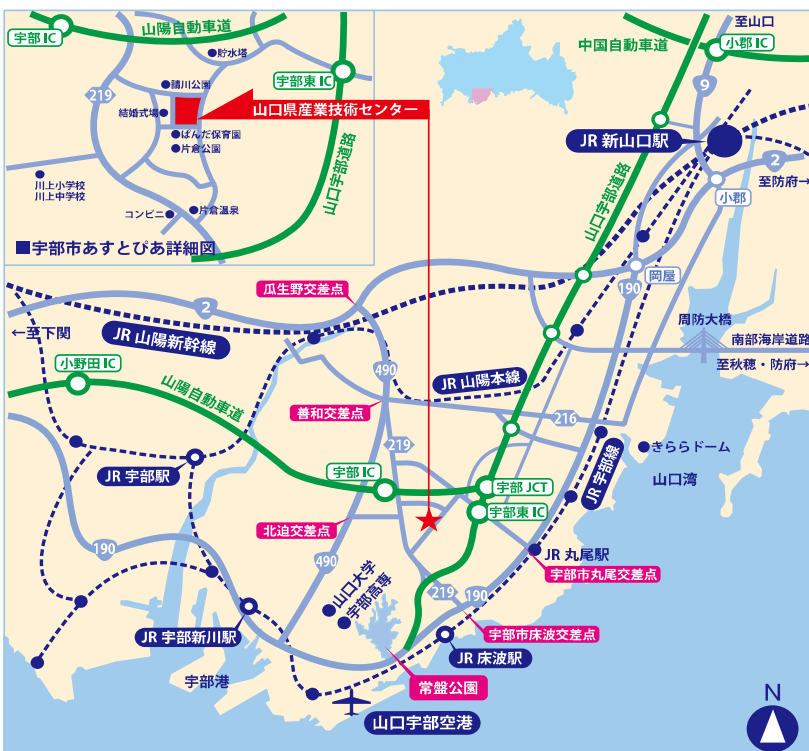 宇部IC
山陽自動車道
貯水塔
219
晴川公園
宇部東IC
結婚式場
山口県産業技術センター
ぱんだ保育園
片倉公園
川上小学校
川上中学校
コンビニ
片倉温泉
山口宇部道路
■宇部市あすとぴあ詳細図
至山口
中国自動車道
小郡IC
9
JR 新山口駅
2
至防府→
小郡
山口宇部道路
岡屋
190
瓜生野交差点
2
←至下関
JR 山陽新幹線
周防大橋
南部海岸道路
至秋穂・防府→
小野田IC
山陽自動車道
490
JR 山陽本線
善和交差点
216
219
JR 宇部駅
宇部IC
宇部JCT
宇部東IC
JR 宇部線
きららドーム
山口湾
北迫交差点
190
490
JR 丸尾駅
宇部市丸尾交差点
山口大学
宇部高専
219
190
JR 宇部新川駅
宇部市床波交差点
JR 床波駅
宇部港
常盤公園
山口宇部空港
N